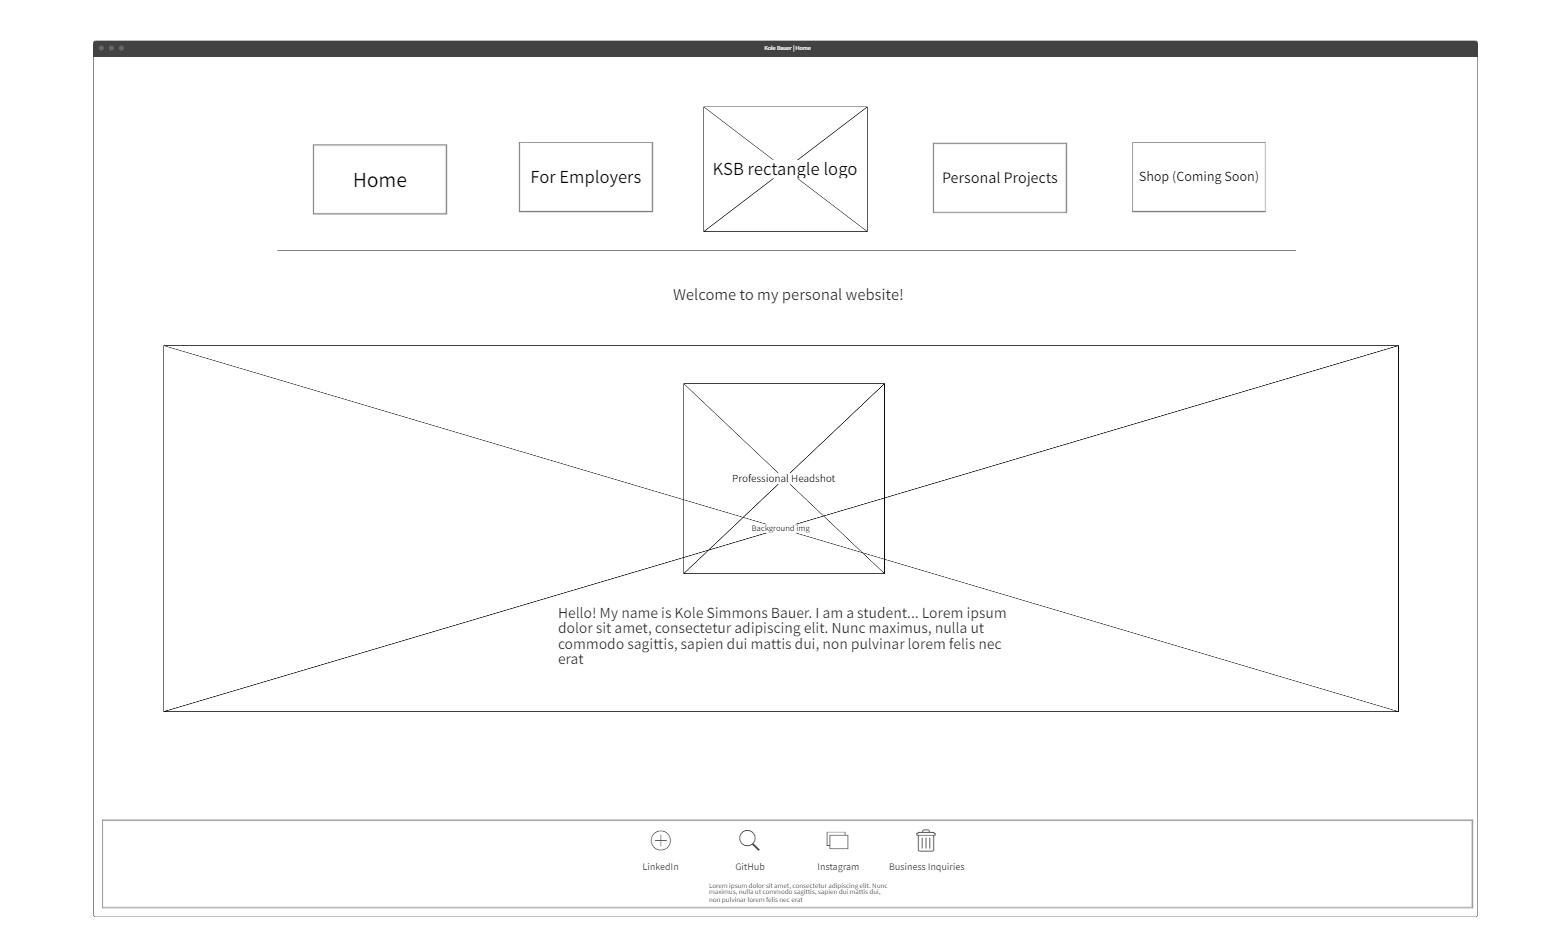 Kole Bauer | Home
Home
For Employers
KSB rectangle logo
Personal Projects
Shop (Coming Soon)
Welcome to my personal website!
Professional Headshot
Background img
Hello! My name is Kole Simmons Bauer. I am a student... Lorem ipsum
dolor sit amet, consectetur adipiscing elit. Nunc maximus, nulla ut
commodo sagittis, sapien dui mattis dui, non pulvinar lorem felis nec
erat
LinkedIn
GitHub
Instagram
Business Inquiries
Lorem ipsum dolor sit amet, consectetur adipiscing elit. Nunc
maximus, nulla ut commodo sagittis, sapien dui mattis dui,
non pulvinar lorem felis nec erat